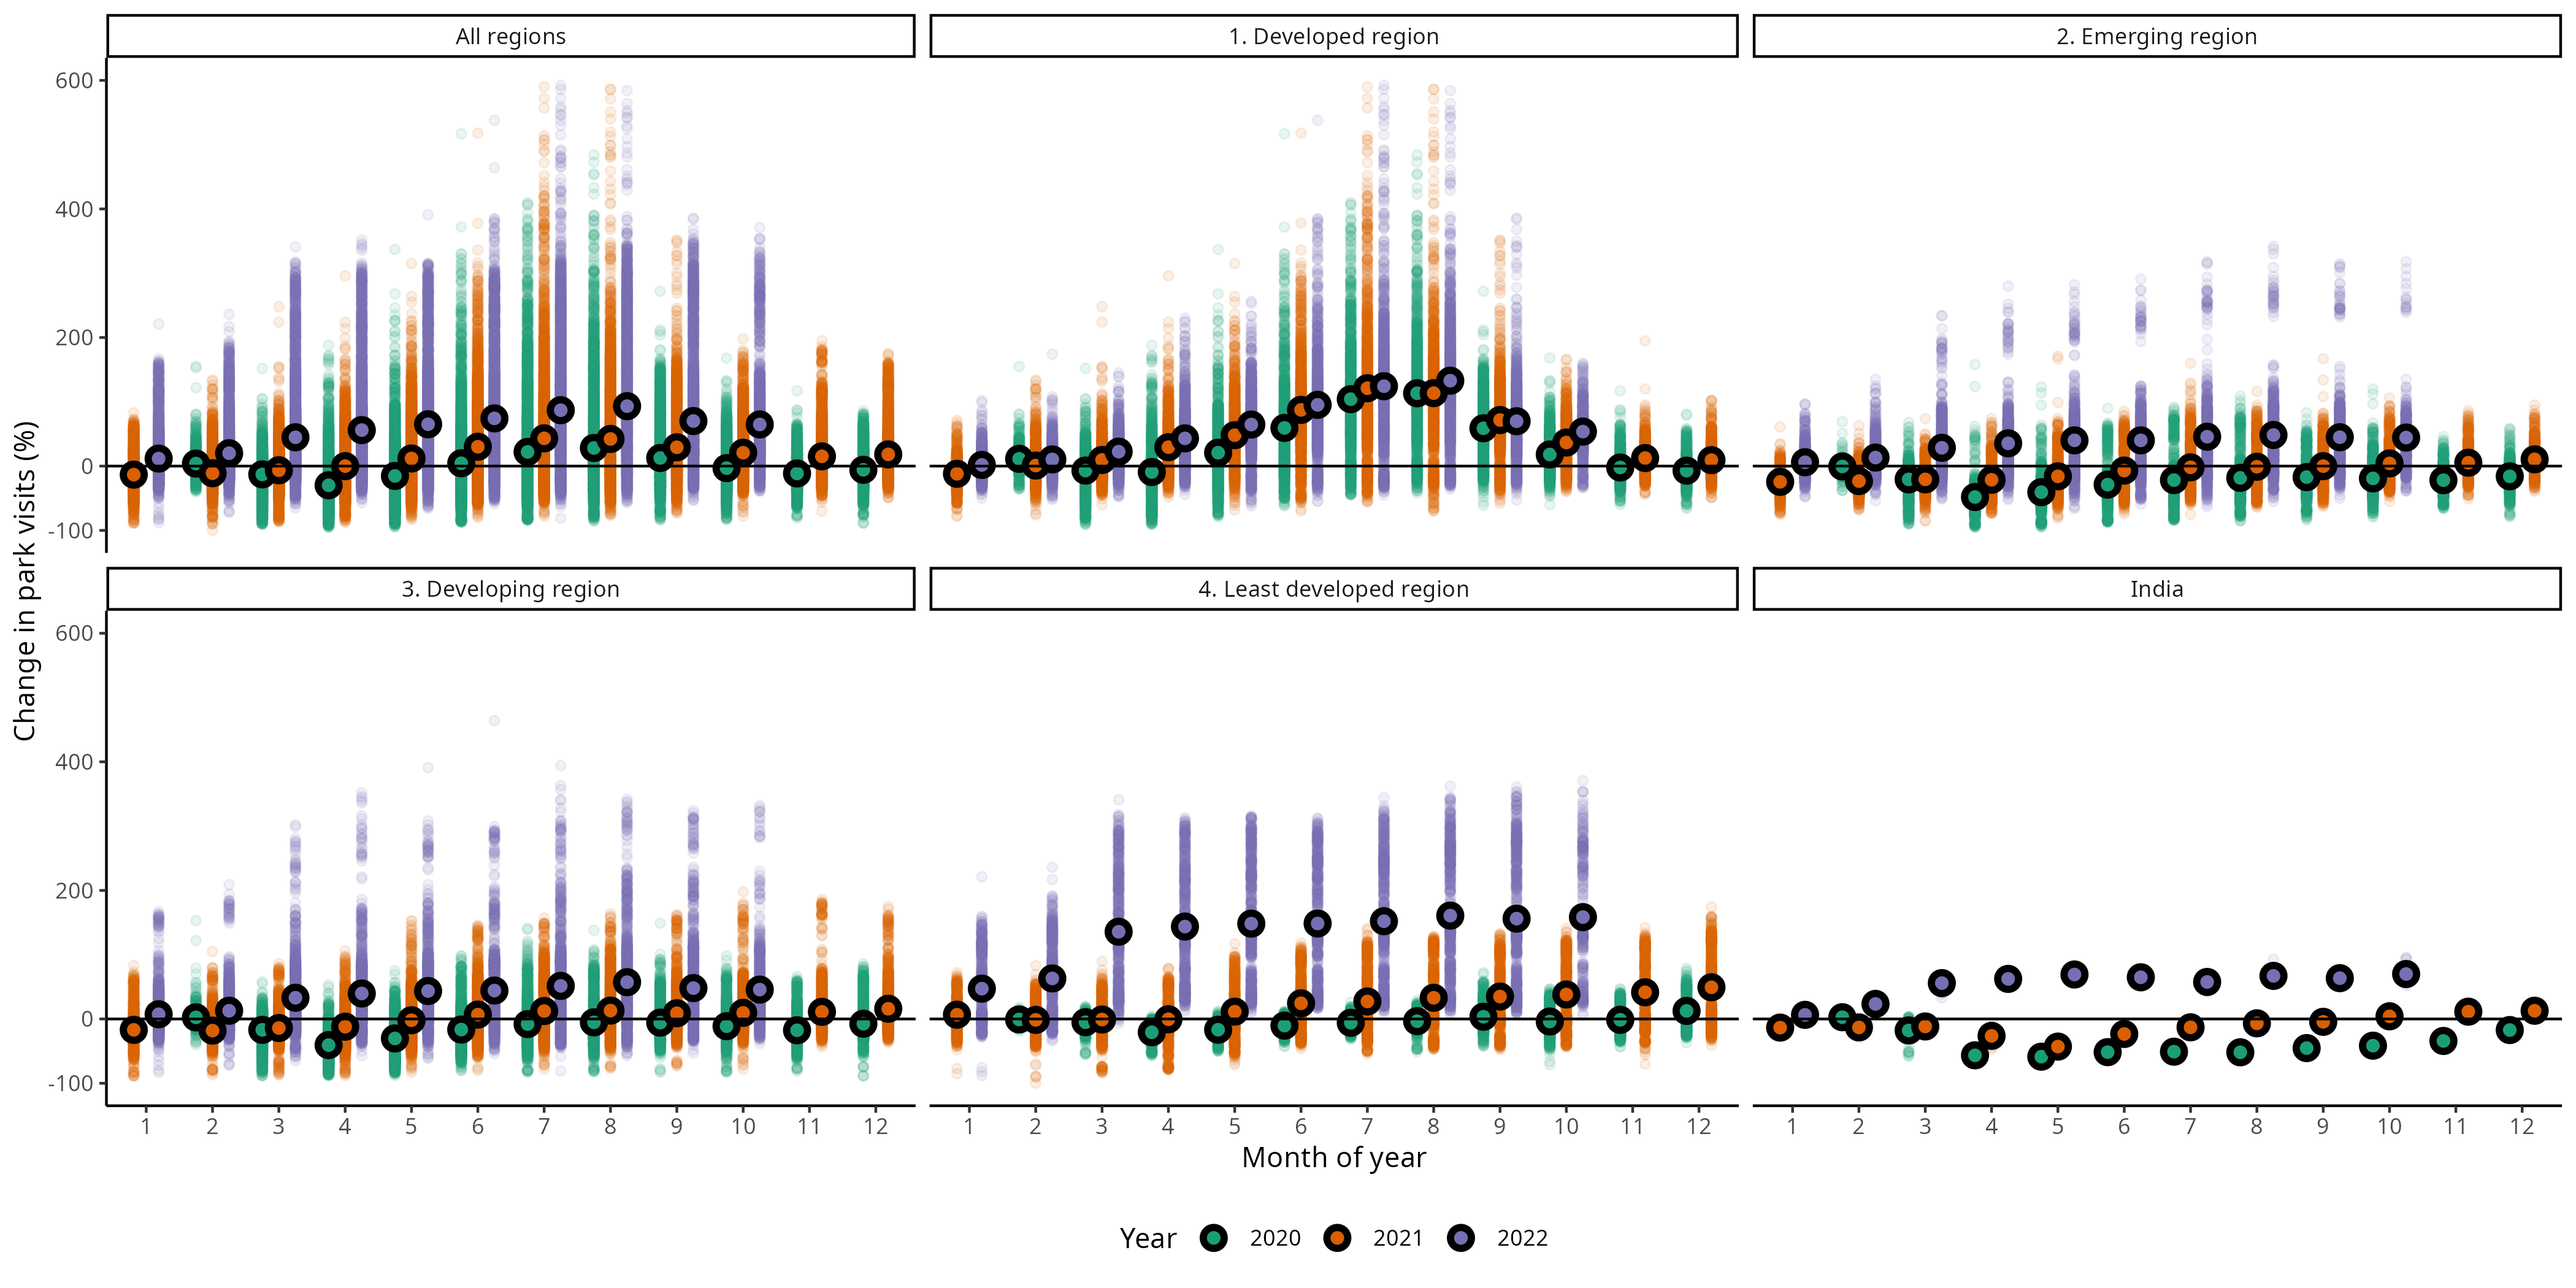 All regions
1. Developed region
2. Emerging region
600
400
200
0
-100
3. Developing region
4. Least developed region
India
600
400
200
0
-100
Change in park visits (%)
1 2 3 4 5 6 7 8 9 10 11 12
1 2 3 4 5 6 7 8 9 10 11 12
1 2 3 4 5 6 7 8 9 10 11 12
Month of year
Year 2020 2021 2022